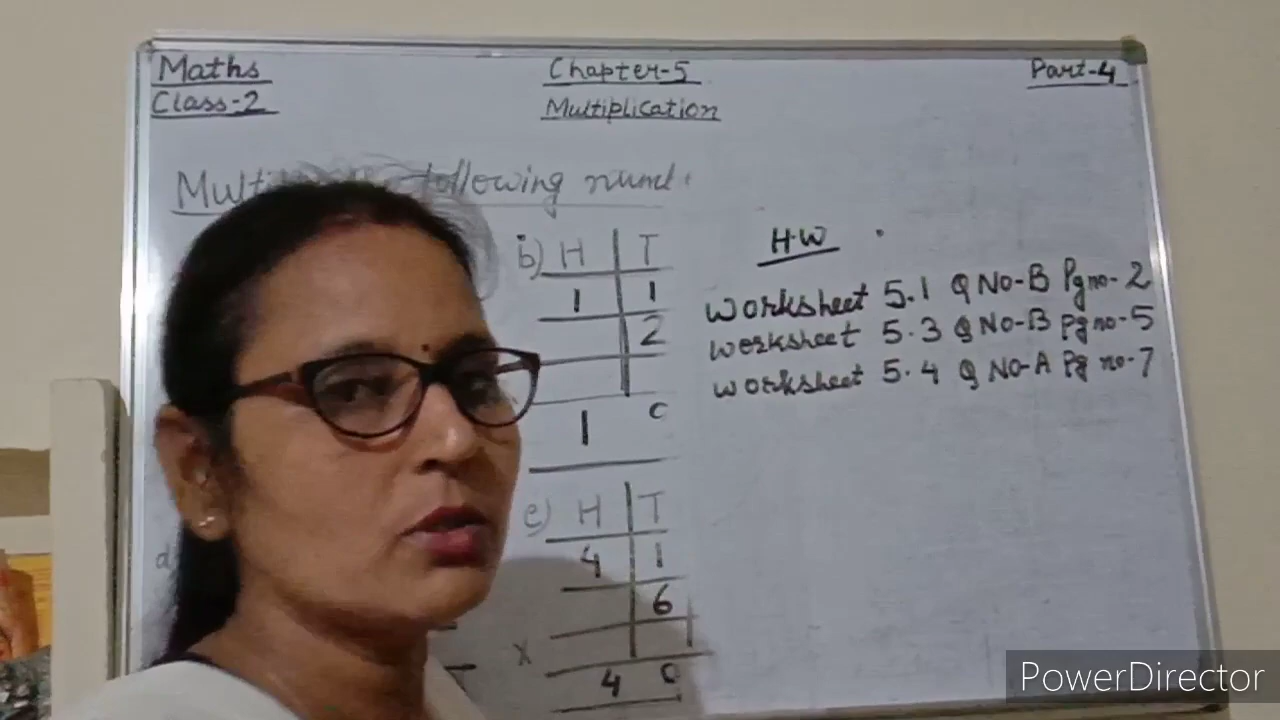 Maths Chapter-5 Part-4
Class-2 Multiplication
following
b) H T
1 1
2
1
H.W
Worksheet 5.1 Q No-B Pg no-2
worksheet 5.3 Q No-B Pg no-5
worksheet 5.4 Q No-A Pg no-7
e) H T
4 1
6
x
4 0
PowerDirector